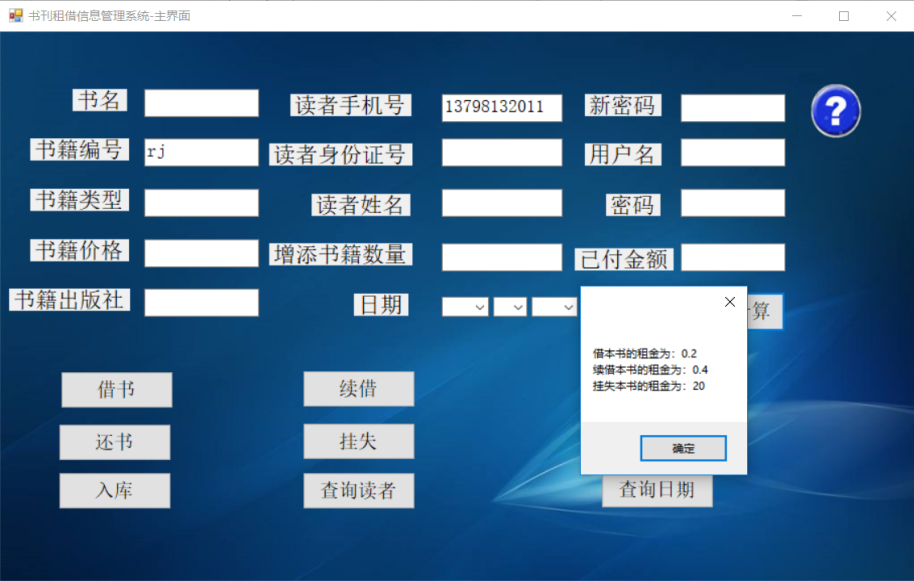 书刊租借信息管理系统-主界面
书名
读者手机号
13798132011
新密码
?
书籍编号
rj
读者身份证号
用户名
书籍类型
读者姓名
密码
书籍价格
增添书籍数量
已付金额
书籍出版社
日期
算
借本书的租金为：0.2
续借本书的租金为：0.4
挂失本书的租金为：20
确定
借书
续借
还书
挂失
入库
查询读者
查询日期